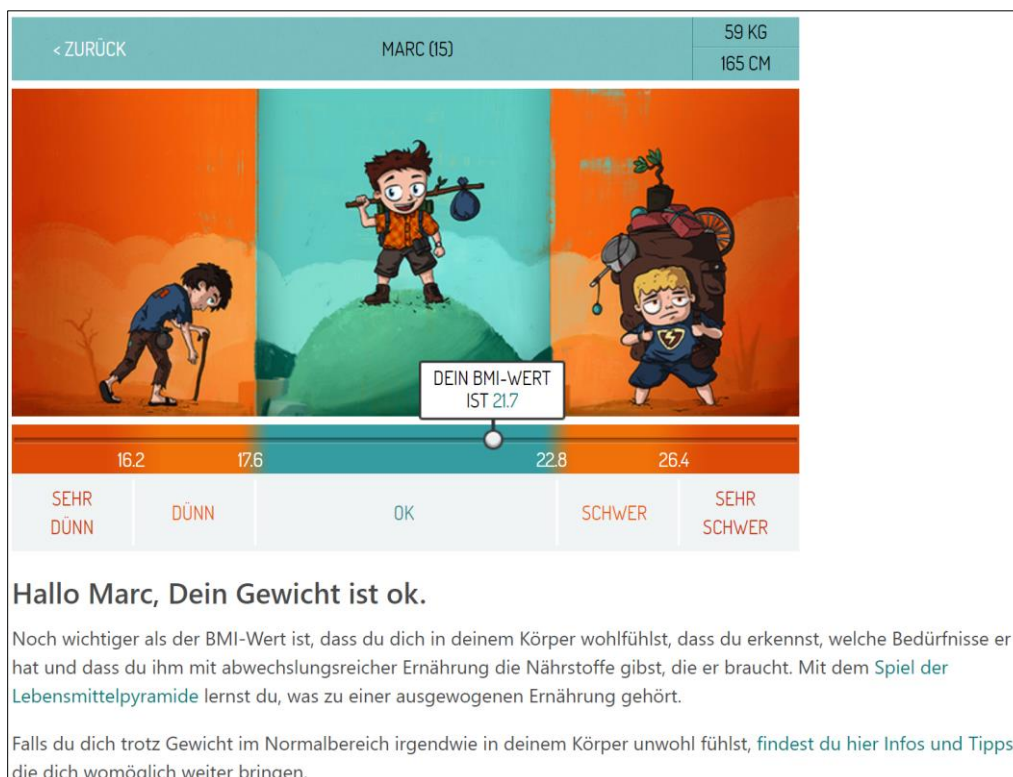 < ZURÜCK
MARC (15)
59 KG
165 CM
DEIN BMI-WERT
IST 21.7
16.2 17.6 22.8 26.4
SEHR
DÜNN
DÜNN
OK
SCHWER
SEHR
SCHWER
Hallo Marc, Dein Gewicht ist ok.
Noch wichtiger als der BMI-Wert ist, dass du dich in deinem Körper wohlfühlst, dass du erkennst, welche Bedürfnisse er
hat und dass du ihm mit abwechslungsreicher Ernährung die Nährstoffe gibst, die er braucht. Mit dem Spiel der
Lebensmittelpyramide lernst du, was zu einer ausgewogenen Ernährung gehört.
Falls du dich trotz Gewicht im Normalbereich irgendwie in deinem Körper unwohl fühlst, findest du hier Infos und Tipps
die dich womöglich weiter bringen.